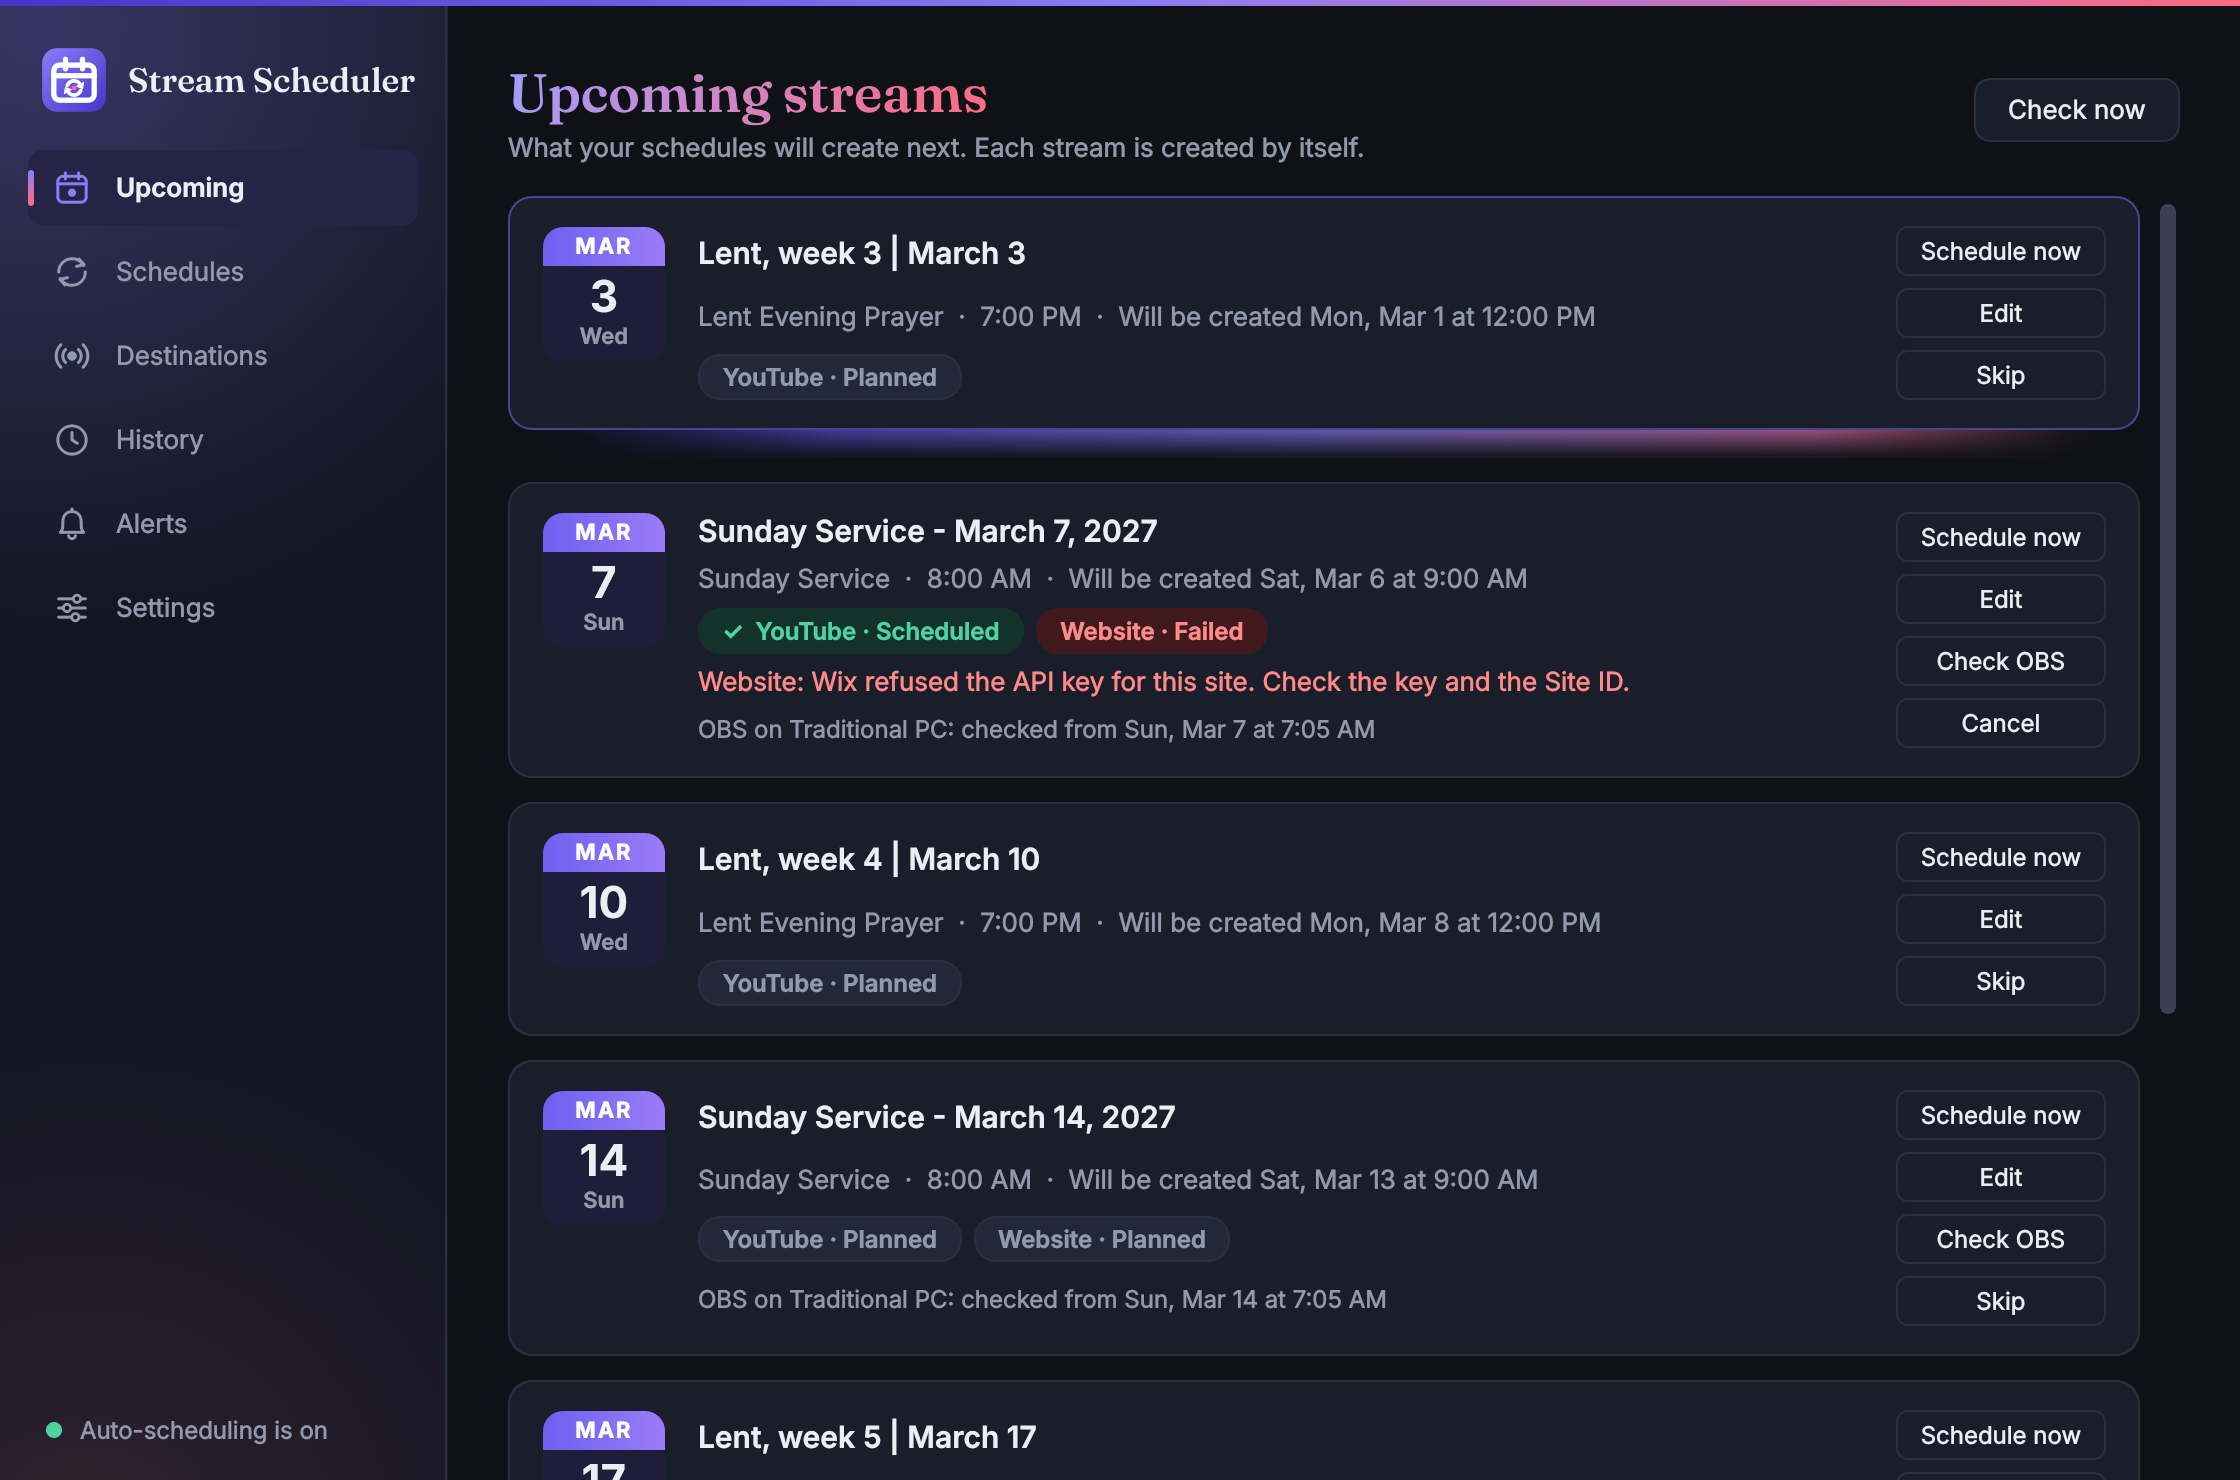 Stream Scheduler
Upcoming
Schedules
Destinations
History
Alerts
Settings
Auto-scheduling is on
Upcoming streams
What your schedules will create next. Each stream is created by itself.
Check now
MAR
3
Wed
Lent, week 3 | March 3
Lent Evening Prayer · 7:00 PM · Will be created Mon, Mar 1 at 12:00 PM
YouTube · Planned
Schedule now
Edit
Skip
MAR
7
Sun
Sunday Service - March 7, 2027
Sunday Service · 8:00 AM · Will be created Sat, Mar 6 at 9:00 AM
✓ YouTube · Scheduled
Website · Failed
Website: Wix refused the API key for this site. Check the key and the Site ID.
OBS on Traditional PC: checked from Sun, Mar 7 at 7:05 AM
Schedule now
Edit
Check OBS
Cancel
MAR
10
Wed
Lent, week 4 | March 10
Lent Evening Prayer · 7:00 PM · Will be created Mon, Mar 8 at 12:00 PM
YouTube · Planned
Schedule now
Edit
Skip
MAR
14
Sun
Sunday Service - March 14, 2027
Sunday Service · 8:00 AM · Will be created Sat, Mar 13 at 9:00 AM
YouTube · Planned
Website · Planned
OBS on Traditional PC: checked from Sun, Mar 14 at 7:05 AM
Schedule now
Edit
Check OBS
Skip
MAR
17
Lent, week 5 | March 17
Schedule now